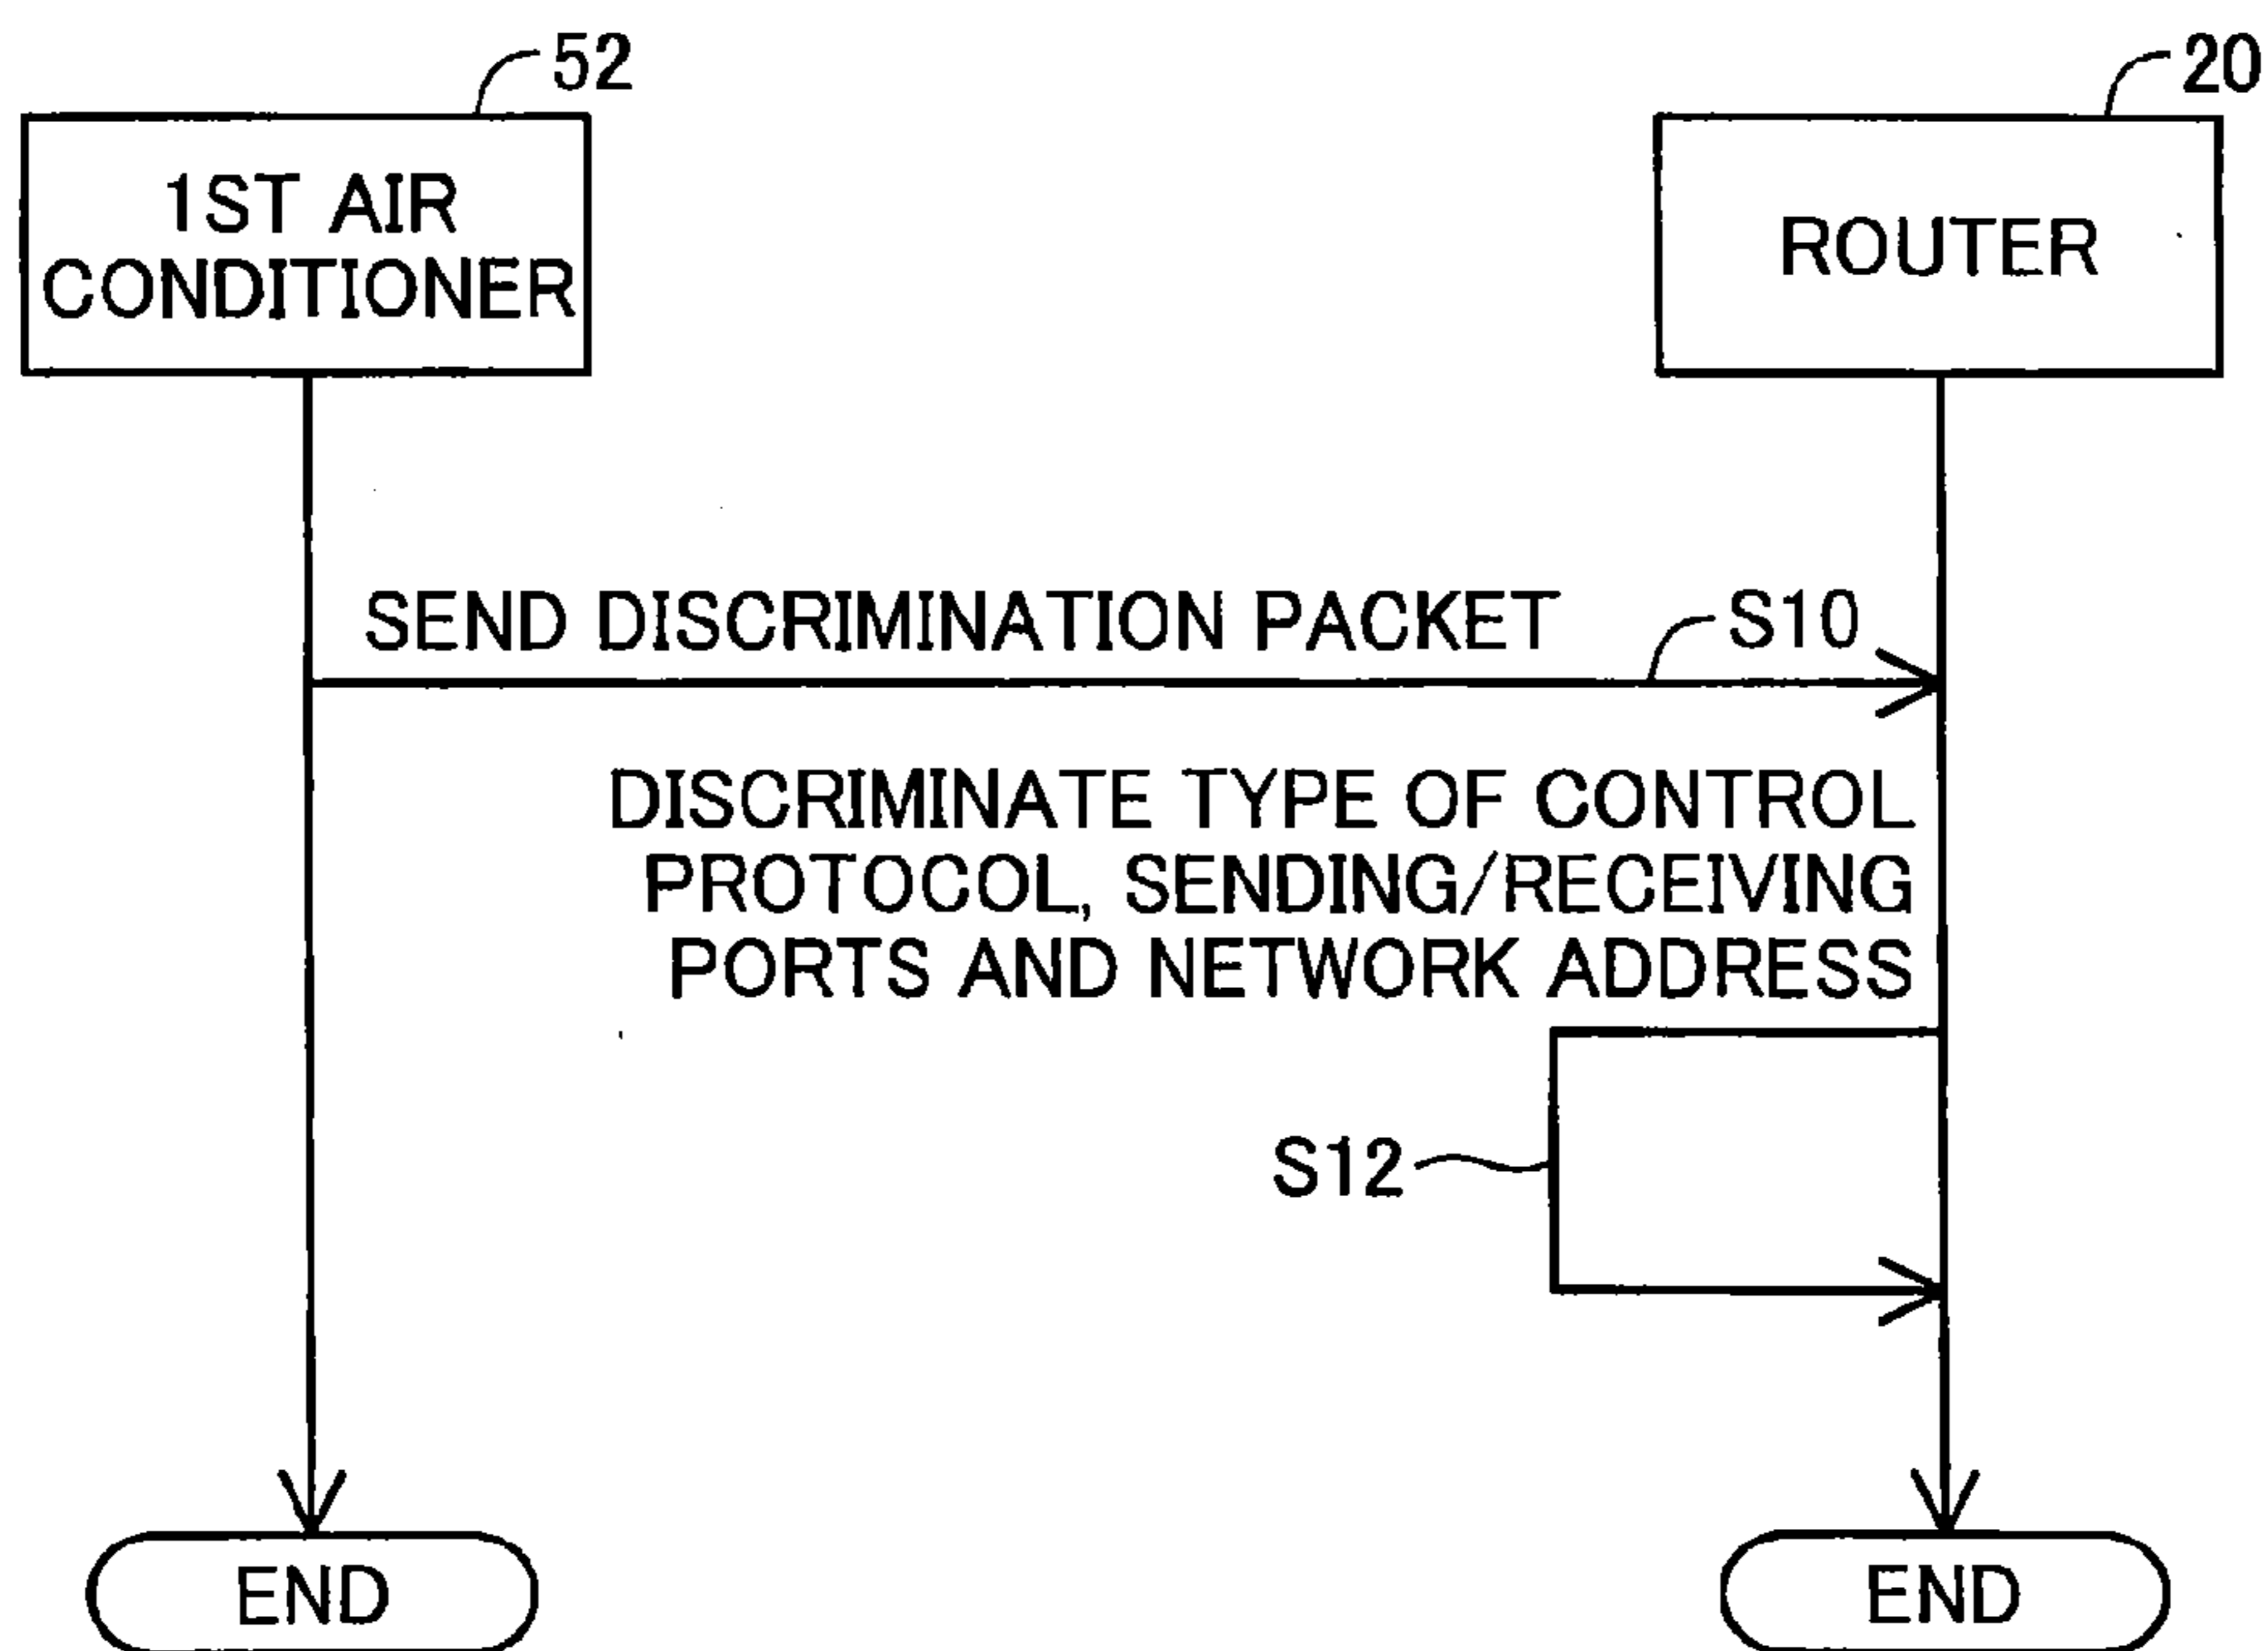 52
20
1ST AIR
CONDITIONER
ROUTER
SEND DISCRIMINATION PACKET
S10
DISCRIMINATE TYPE OF CONTROL
PROTOCOL, SENDING/RECEIVING
PORTS AND NETWORK ADDRESS
S12
END
END